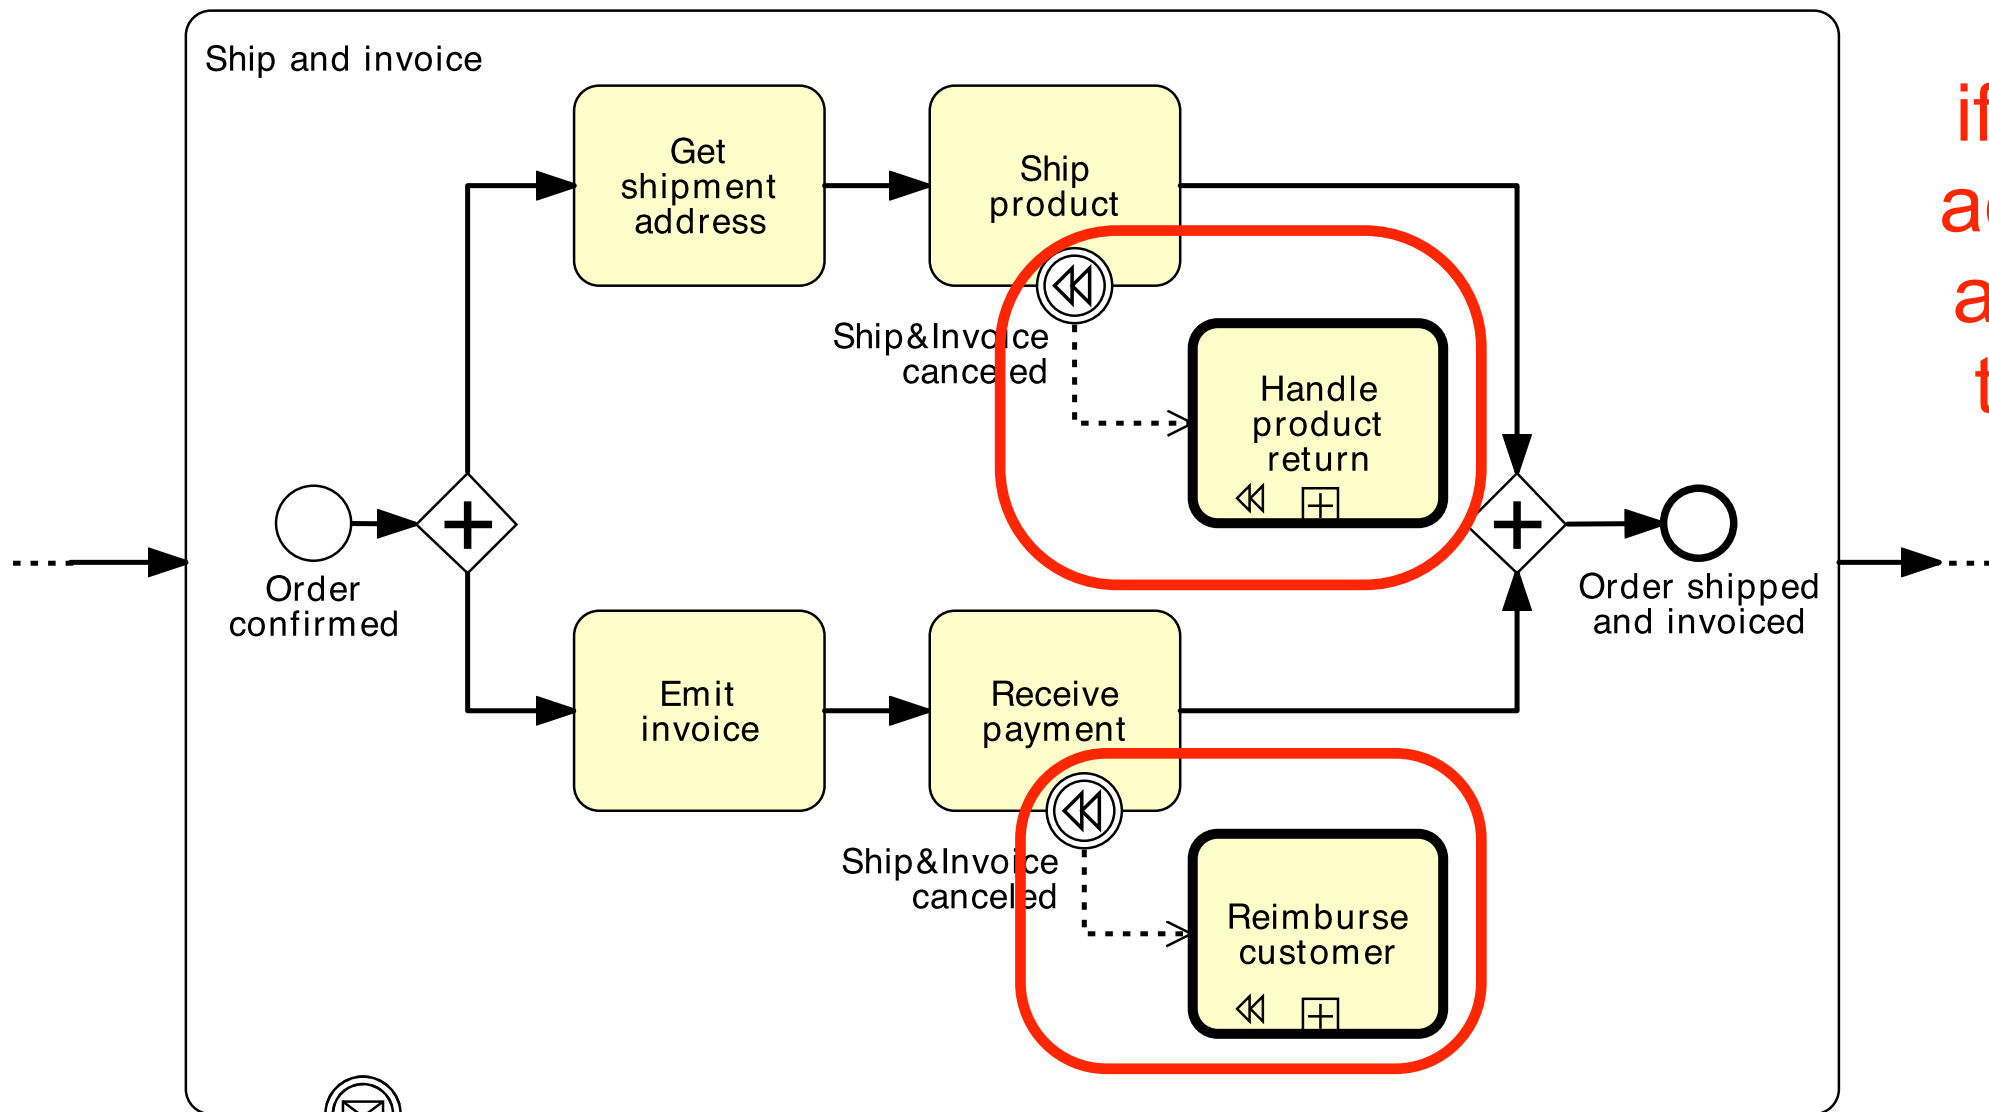 Ship and invoice
Get
shipment
address
Ship
product
Ship&Invoice
canceled
Handle
product
return
Order
confirmed
Order shipped
and invoiced
Emit
invoice
Receive
payment
Ship&Invoice
canceled
Reimburse
customer
if